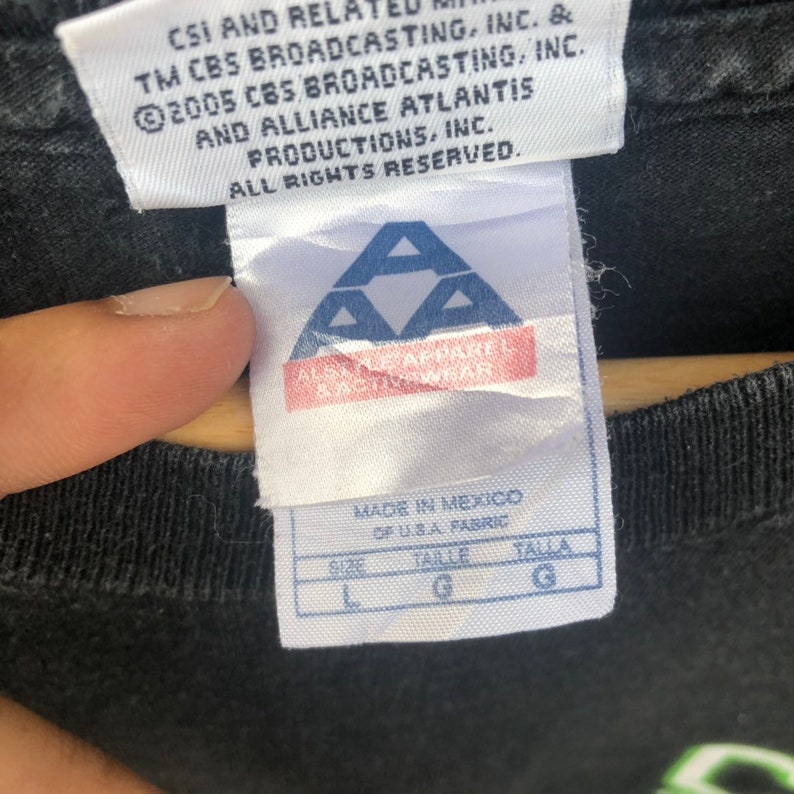 CSI AND RELATED
TM CBS BROADCASTING, INC. &
©2005 CBS BROADCASTING, INC.
AND ALLIANCE ATLANTIS
PRODUCTIONS, INC.
ALL RIGHTS RESERVED.
A
A A
APPAREL
MADE IN MEXICO
OF U.S.A. FABRIC
SIZE TAILLE TALLA
L G G